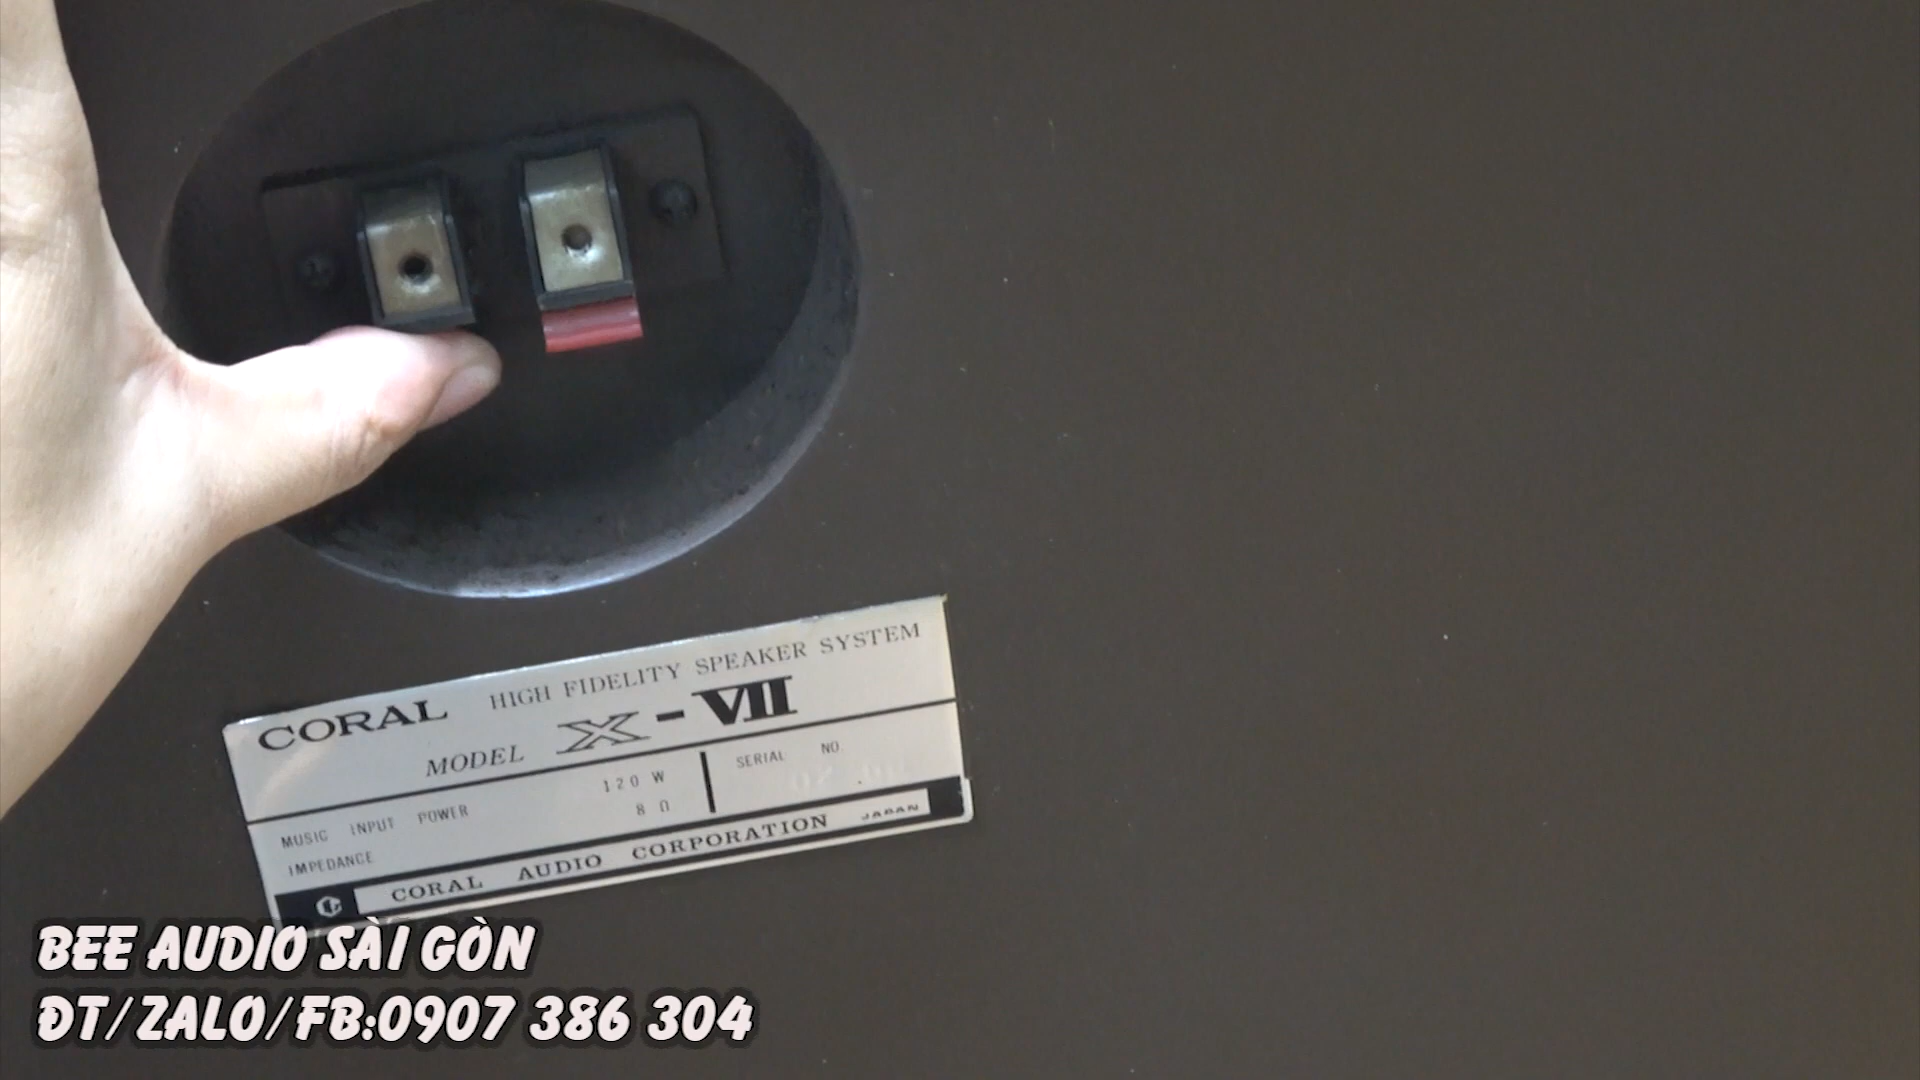 CORAL HIGH FIDELITY SPEAKER SYSTEM
MODEL X-VII
MUSIC INPUT POWER 120 W
IMPEDANCE 8 Ω
SERIAL NO.
CORAL AUDIO CORPORATION JAPAN
BEE AUDIO SÀI GÒN
ĐT/ZALO/FB:0907 386 304